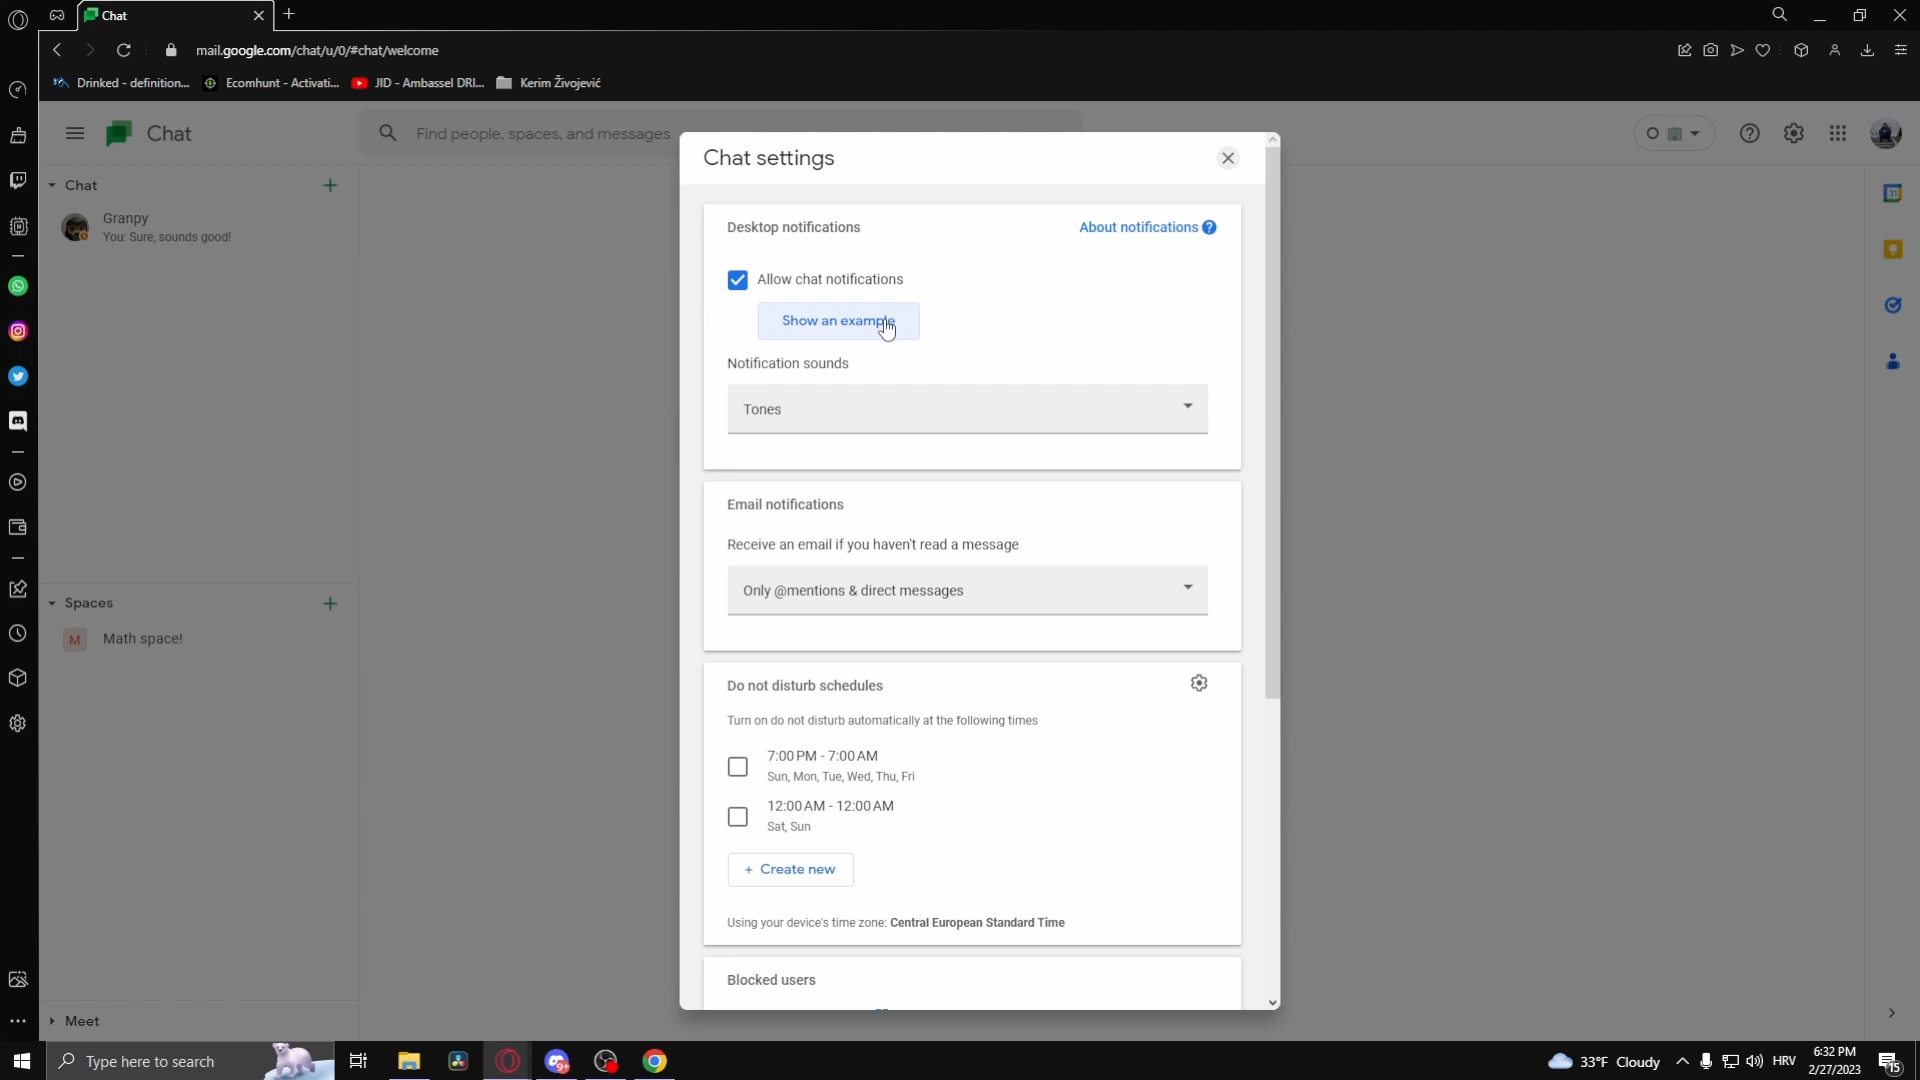 Chat
mail.google.com/chat/u/0/#chat/welcome
Drinked - definition...
Ecomhunt - Activati...
JID - Ambassel DRI...
Kerim Živojević
Chat
Find people, spaces, and messages
Chat
Granpy
You: Sure, sounds good!
Spaces
M
Math space!
Meet
Chat settings
Desktop notifications
About notifications
Allow chat notifications
Show an example
Notification sounds
Tones
Email notifications
Receive an email if you haven't read a message
Only @mentions & direct messages
Do not disturb schedules
Turn on do not disturb automatically at the following times
7:00 PM - 7:00 AM
Sun, Mon, Tue, Wed, Thu, Fri
12:00 AM - 12:00 AM
Sat, Sun
+ Create new
Using your device's time zone: Central European Standard Time
Blocked users
31
Type here to search
9+
33°F Cloudy
HRV
6:32 PM
2/27/2023
15